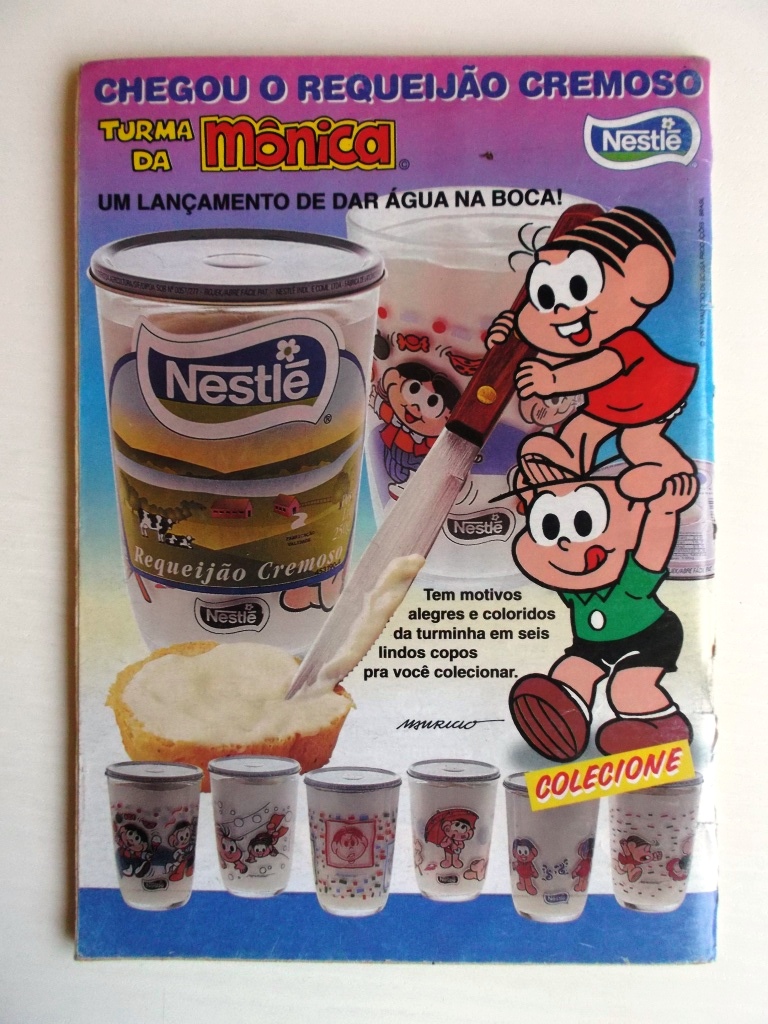 CHEGOU O REQUEIJÃO CREMOSO
TURMA
DA
Mônica
©
Nestlé
UM LANÇAMENTO DE DAR ÁGUA NA BOCA!
Nestlé
®
Requeijão Cremoso
Nestlé
Nestlé
Tem motivos
alegres e coloridos
da turminha em seis
lindos copos
pra você colecionar.
MAURICIO
COLECIONE